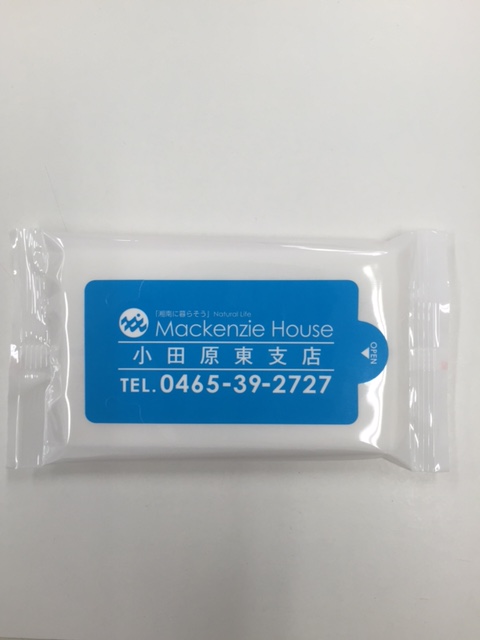 「湘南に暮らそう」Natural Life
Mackenzie House
小田原東支店
TEL. 0465-39-2727
OPEN